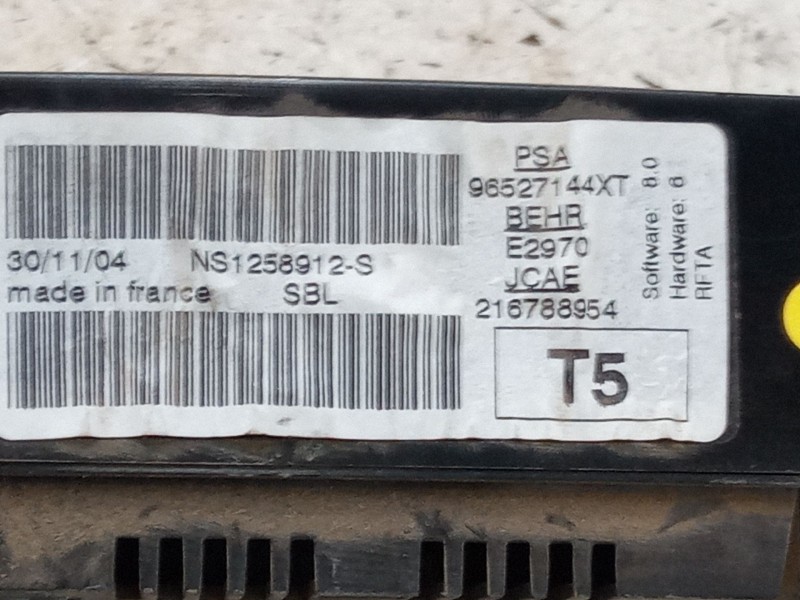 30/11/04 NS1258912-S
made in france SBL
PSA
96527144XT
BEHR
E2970
JCAE
216788954
T5
Software: 8.0
Hardware: 6
RFTA